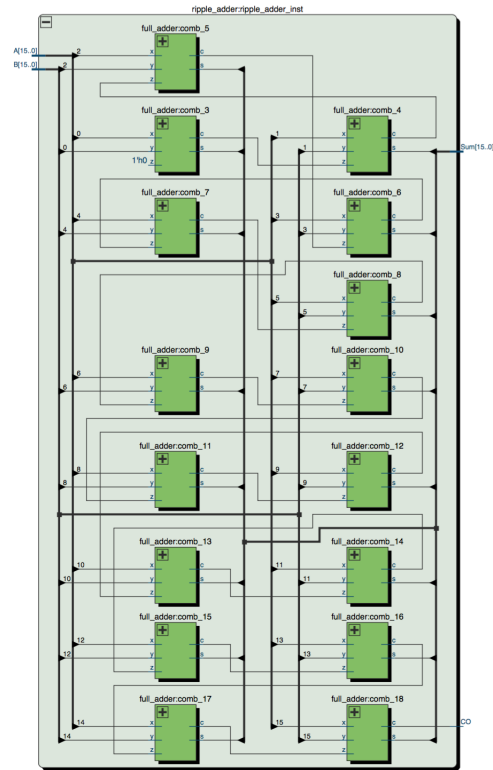 ripple_adder:ripple_adder_inst
full_adder:comb_5
A[15..0]
B[15..0]
2 x c
2 y s
z
full_adder:comb_3 full_adder:comb_4
0 x c 1 x c
0 y s 1 y s Sum[15..0]
1'h0 z z
full_adder:comb_7 full_adder:comb_6
4 x c 3 x c
4 y s 3 y s
z z
full_adder:comb_8
5 x c
5 y s
z
full_adder:comb_9 full_adder:comb_10
6 x c 7 x c
6 y s 7 y s
z z
full_adder:comb_11 full_adder:comb_12
8 x c 9 x c
8 y s 9 y s
z z
full_adder:comb_13 full_adder:comb_14
10 x c 11 x c
10 y s 11 y s
z z
full_adder:comb_15 full_adder:comb_16
12 x c 13 x c
12 y s 13 y s
z z
full_adder:comb_17 full_adder:comb_18
14 x c 15 x c CO
14 y s 15 y s
z z